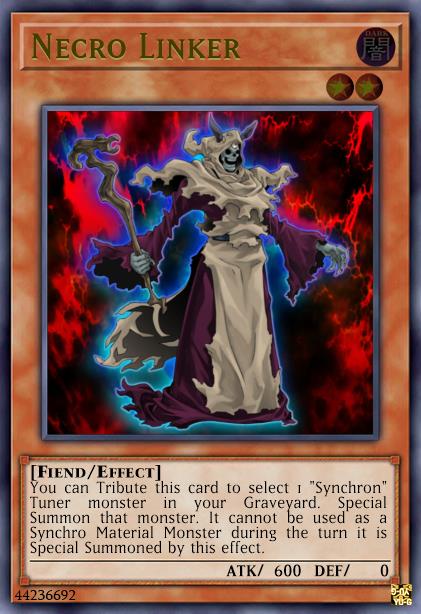 NECRO LINKER
DARK
闇
[FIEND/EFFECT]
You can Tribute this card to select 1 "Synchron"
Tuner monster in your Graveyard. Special
Summon that monster. It cannot be used as a
Synchro Material Monster during the turn it is
Special Summoned by this effect.
ATK/ 600 DEF/ 0
44236692